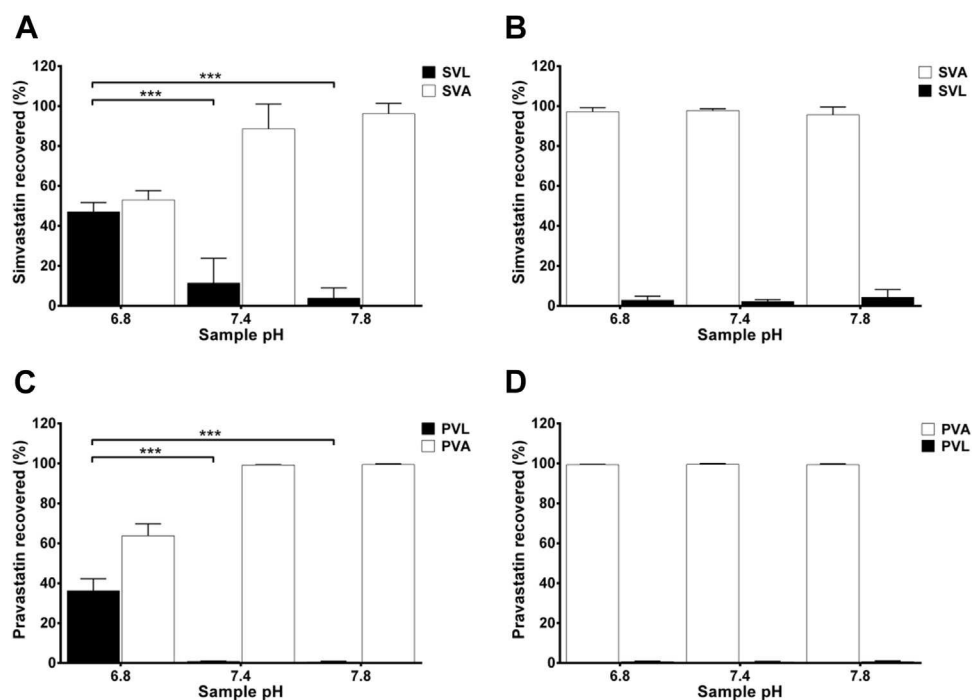 A
B
120
100
80
60
40
20
0
Simvastatin recovered (%)
***
***
SVL
SVA
6.8
7.4
7.8
Sample pH
120
100
80
60
40
20
0
Simvastatin recovered (%)
SVA
SVL
6.8
7.4
7.8
Sample pH
C
D
120
100
80
60
40
20
0
Pravastatin recovered (%)
***
***
PVL
PVA
6.8
7.4
7.8
Sample pH
120
100
80
60
40
20
0
Pravastatin recovered (%)
PVA
PVL
6.8
7.4
7.8
Sample pH